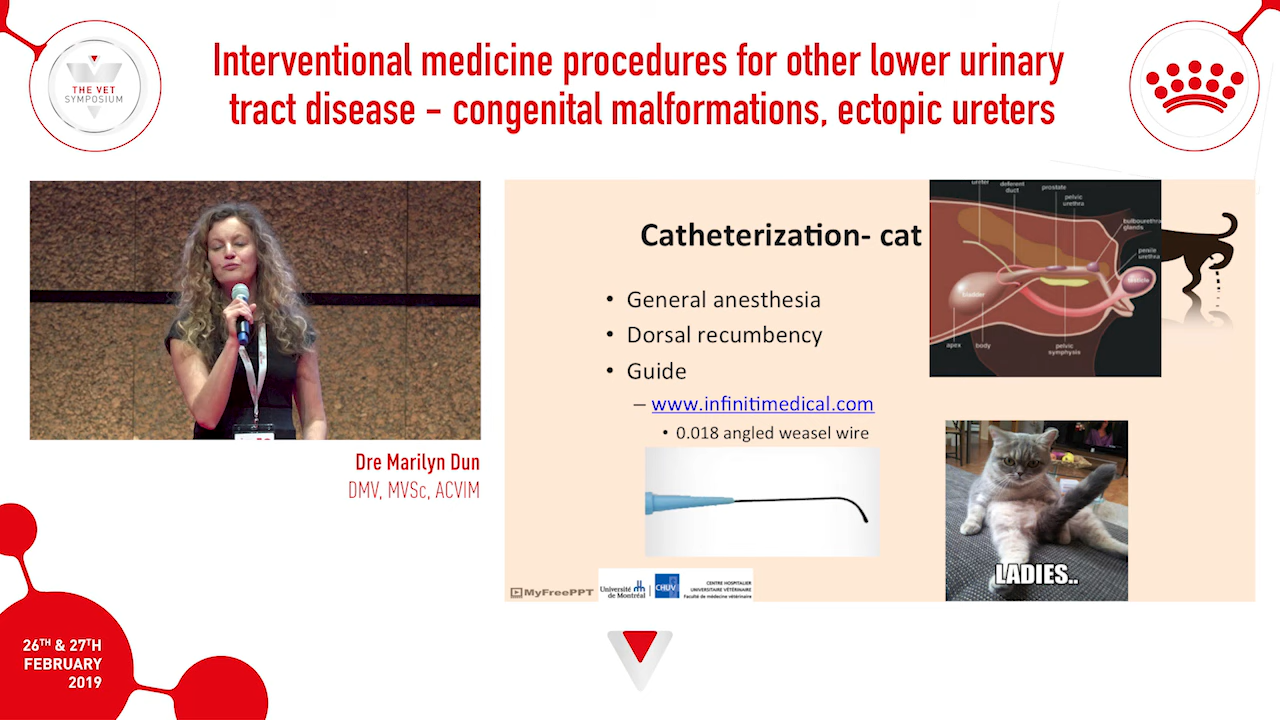 Interventional medicine procedures for other lower urinary
tract disease – congenital malformations, ectopic ureters
THE VET
SYMPOSIUM
Dre Marilyn Dun
DMV, MVSc, ACVIM
26TH & 27TH
FEBRUARY
2019
Catheterization- cat
• General anesthesia
• Dorsal recumbency
• Guide
– www.infinitimedical.com
• 0.018 angled weasel wire
ureter
deferent
duct
prostate
pelvic
urethra
glands
penile
urethra
bladder
apex
body
pelvic
symphysis
LADIES..
MyFreePPT
Université
de Montréal
CHUV
CENTRE HOSPITALIER
UNIVERSITAIRE VÉTÉRINAIRE
Faculté de médecine vétérinaire